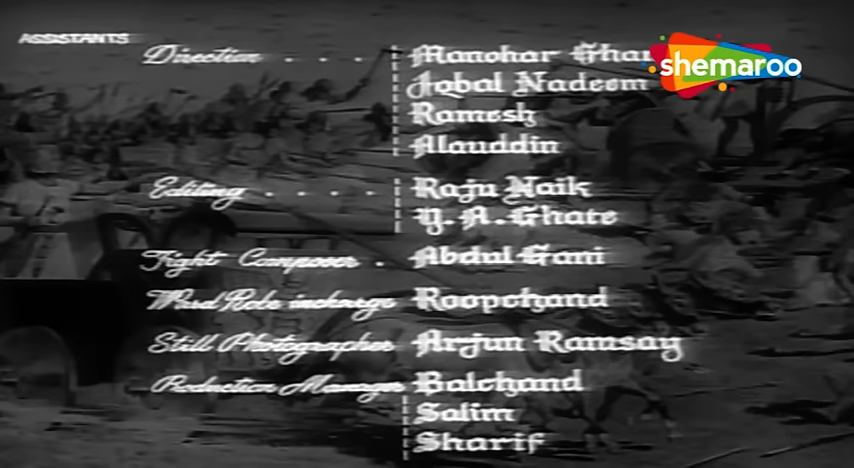 ASSISTANTS
Direction . . . . Manohar
shemaroo
Iqbal Nadeem
Ramesh
Alauddin
Editing . . . . Raju Naik
Y. A. Ghate
Fight Composer . Abdul Gani
Ward Robe incharge Roopchand
Still Photographer Arjun Ramsay
Production Manager Balchand
Salim
Sharif